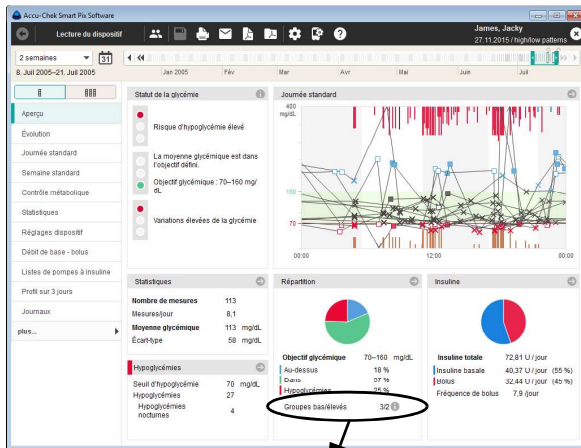 Accu-Chek Smart Pix Software
Lecture du dispositif
James, Jacky
27.11.2015 / high/low patterns
2 semaines
31
8. Juil 2005–21. Juil 2005
Jan 2005 Fév Mar Avr Mai Jun Juil
Aperçu
Évolution
Journée standard
Semaine standard
Contrôle métabolique
Statistiques
Réglages dispositif
Débit de base - bolus
Listes de pompes à insuline
Profil sur 3 jours
Journaux
plus...
Statut de la glycémie
Risque d'hypoglycémie élevé
La moyenne glycémique est dans
l'objectif défini.
Objectif glycémique : 70–160 mg/
dL
Variations élevées de la glycémie
Journée standard
400
mg/dL
160
70
00:00 12:00 00:00
Statistiques
Nombre de mesures 113
Mesures/jour 8,1
Moyenne glycémique 113 mg/dL
Écart-type 58 mg/dL
Hypoglycémies
Seuil d'hypoglycémie 70 mg/dL
Hypoglycémies 27
Hypoglycémies
nocturnes 4
Répartition
Objectif glycémique 70–160 mg/dL
Au-dessus 18 %
Dans 57 %
Hypoglycémies 25 %
Groupes bas/élevés 3/2
Insuline
Insuline totale 72,81 U / jour
Insuline basale 40,37 U / jour (55 %)
Bolus 32,44 U / jour (45 %)
Fréquence de bolus 7,9 /jour